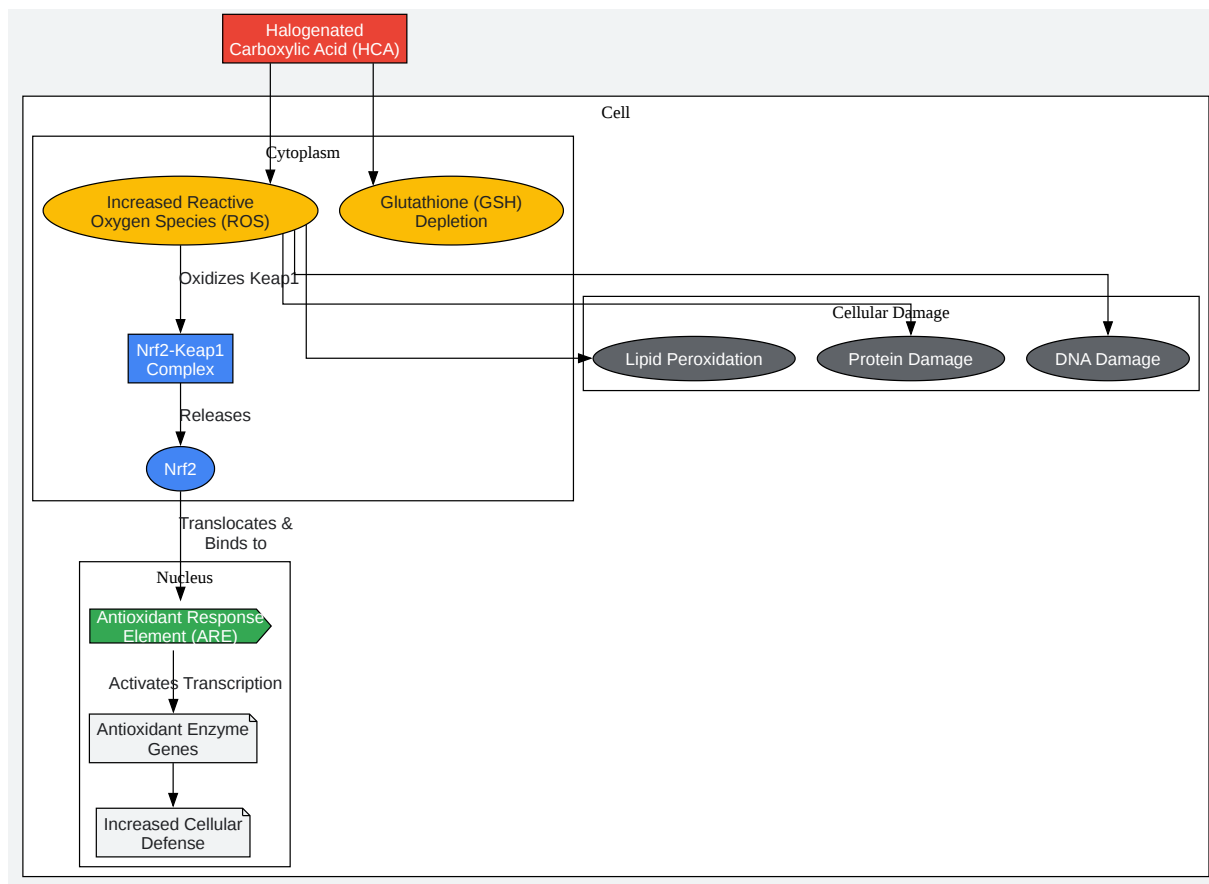 Halogenated
Carboxylic Acid (HCA)
Cell
Cytoplasm
Increased Reactive
Oxygen Species (ROS)
Glutathione (GSH)
Depletion
Oxidizes Keap1
Cellular Damage
Nrf2-Keap1
Complex
Lipid Peroxidation
Protein Damage
DNA Damage
Releases
Nrf2
Translocates &
Binds to
Nucleus
Antioxidant Response
Element (ARE)
Activates Transcription
Antioxidant Enzyme
Genes
Increased Cellular
Defense